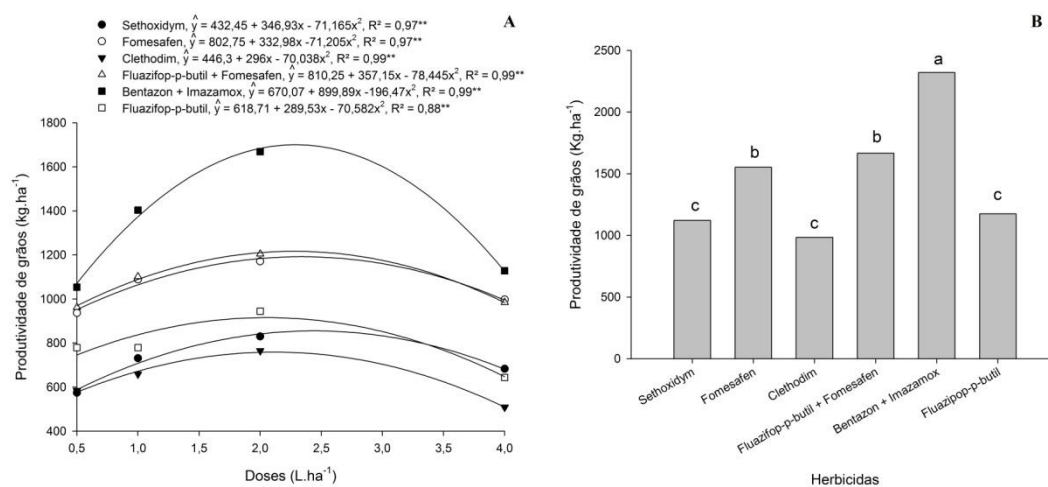 A
Sethoxidym, ŷ = 432,45 + 346,93x - 71,165x², R² = 0,97**
Fomesafen, ŷ = 802,75 + 332,98x -71,205x², R² = 0,97**
Clethodim, ŷ = 446,3 + 296x - 70,038x², R² = 0,99**
Fluazifop-p-butil + Fomesafen, ŷ = 810,25 + 357,15x - 78,445x², R² = 0,99**
Bentazon + Imazamox, ŷ = 670,07 + 899,89x -196,47x², R² = 0,99**
Fluazifop-p-butil, ŷ = 618,71 + 289,53x - 70,582x², R² = 0,88**
Produtividade de grãos (kg.ha⁻¹)
1800
1600
1400
1200
1000
800
600
400
0,5
1,0
1,5
2,0
2,5
3,0
3,5
4,0
Doses (L.ha⁻¹)
B
Produtividade de grãos (Kg.ha⁻¹)
2500
2000
1500
1000
500
0
c
b
c
b
a
c
Sethoxidym
Fomesafen
Clethodim
Fluazifop-p-butil + Fomesafen
Bentazon + Imazamox
Fluazipop-p-butil
Herbicidas